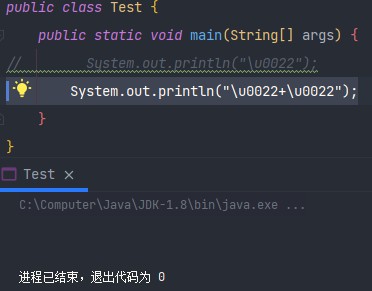 public class Test {
public static void main(String[] args) {
// System.out.println("\u0022");
System.out.println("\u0022+\u0022");
}
}
Test ×
C:\Computer\Java\JDK-1.8\bin\java.exe ...
进程已结束,退出代码为 0